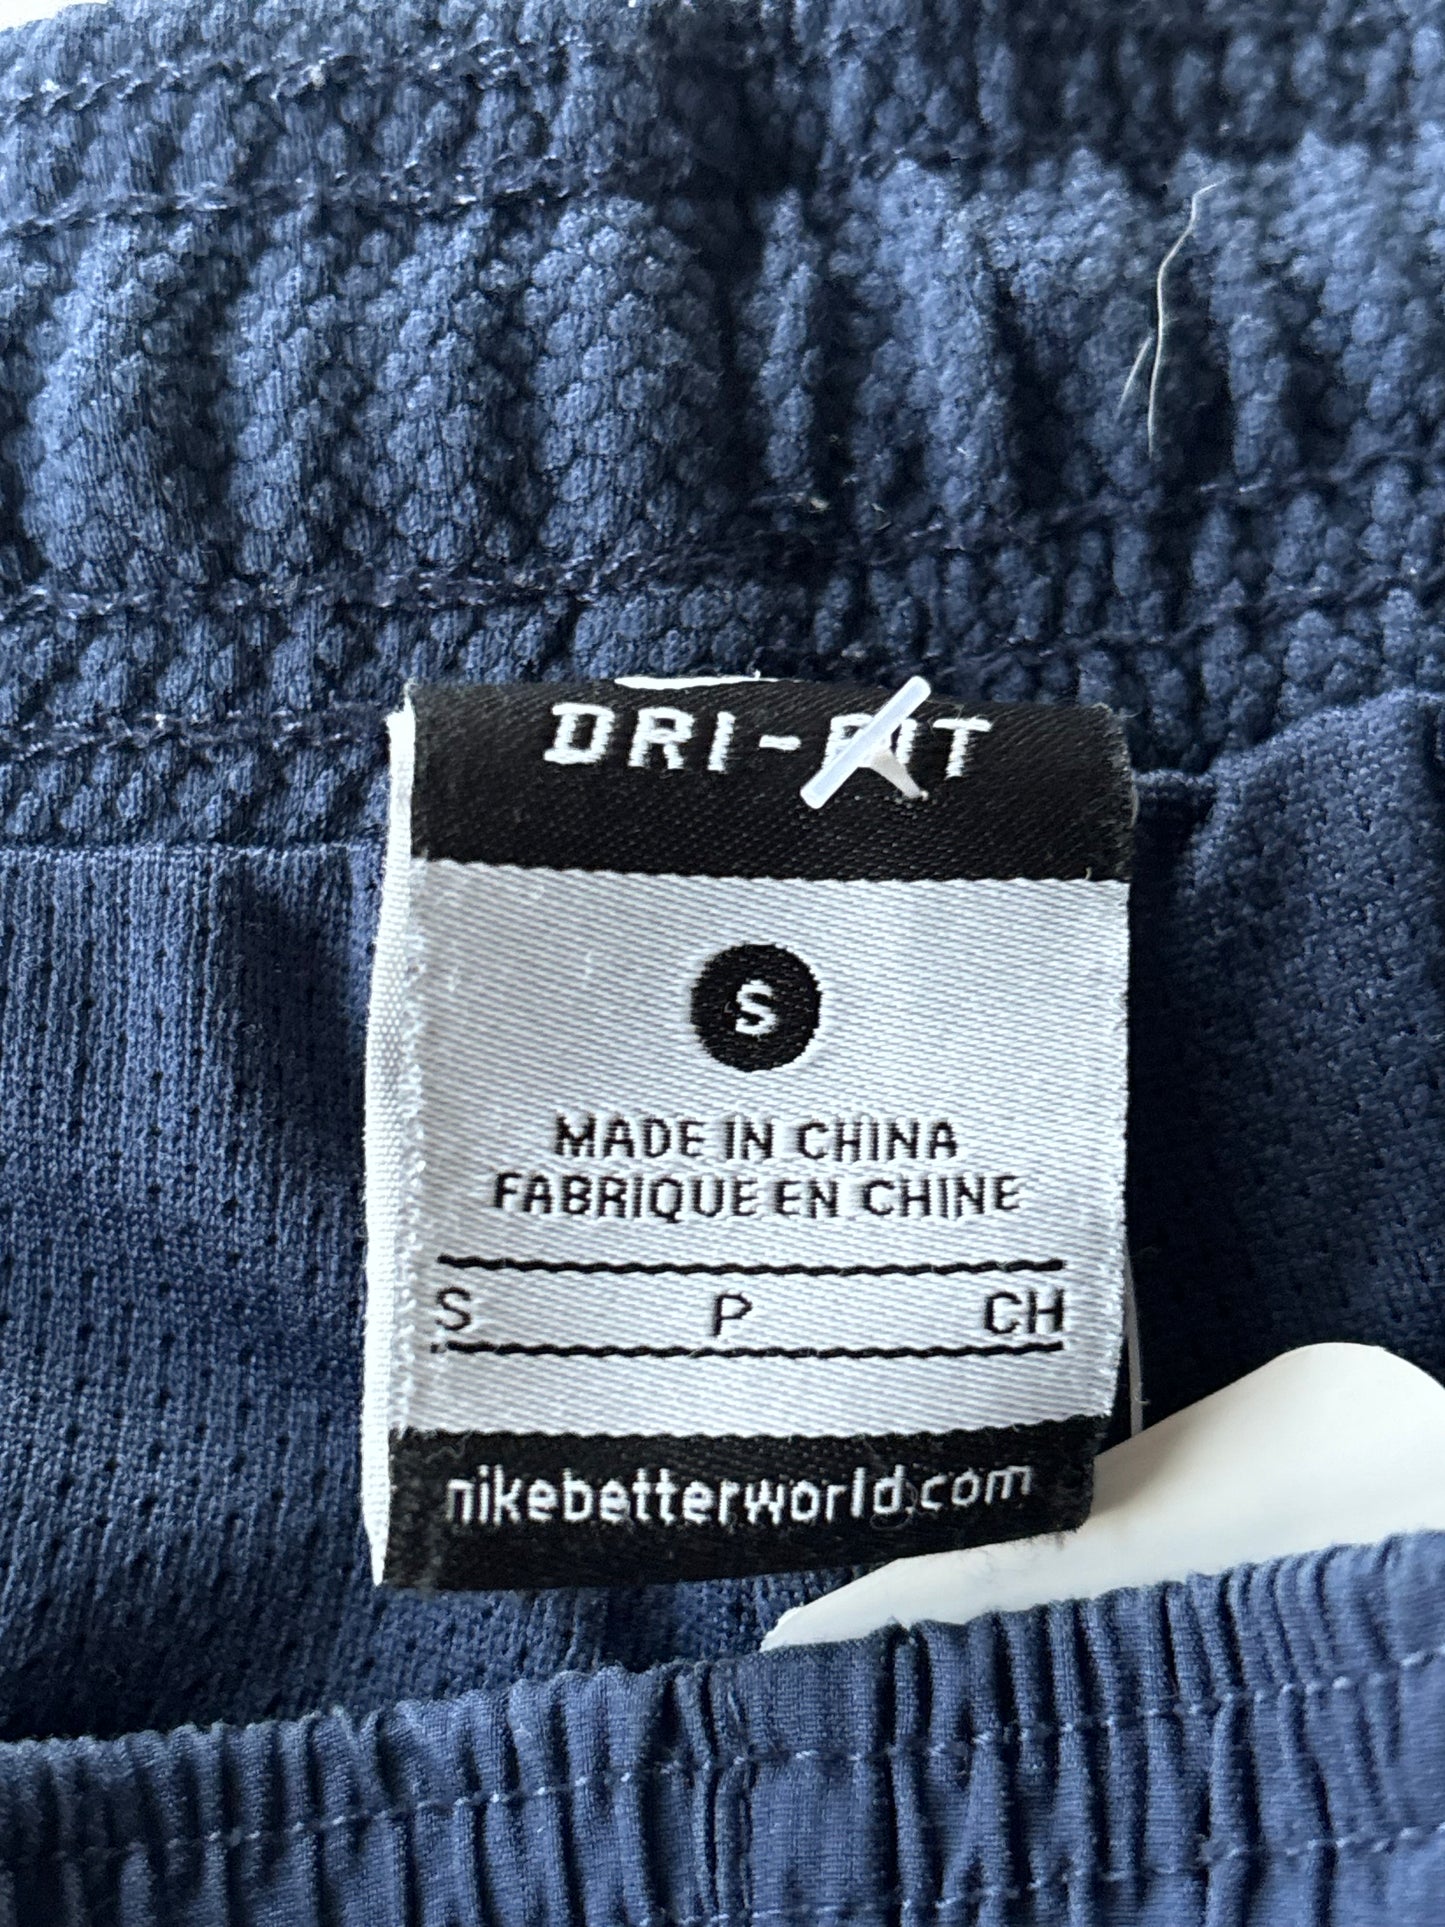 DRI-FIT
S
MADE IN CHINA
FABRIQUE EN CHINE
S P CH
nikebetterworld.com